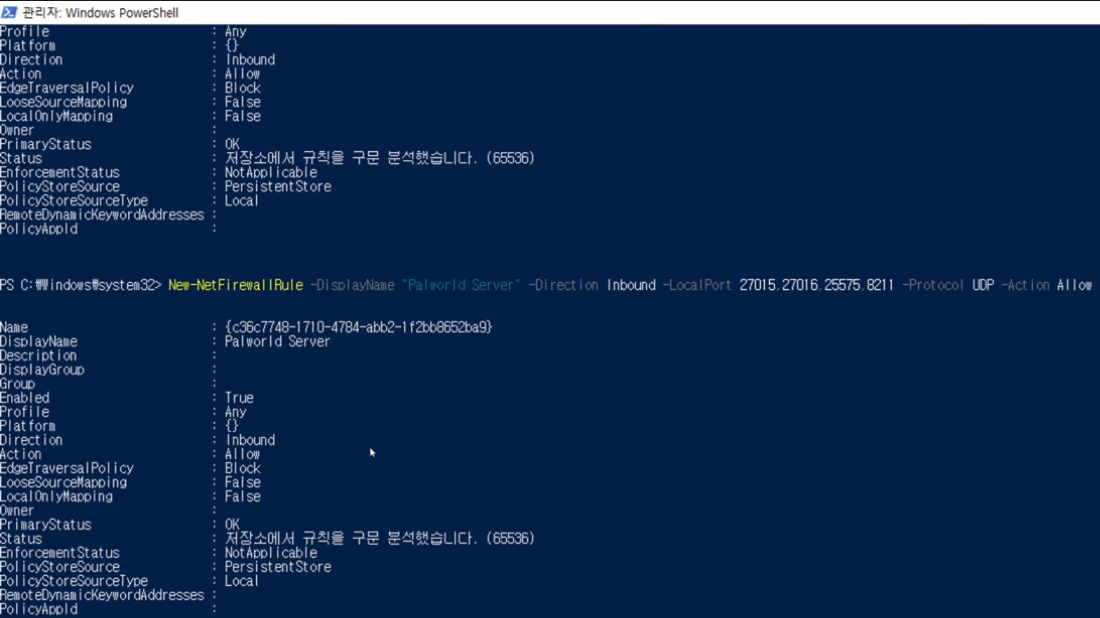 관리자: Windows PowerShell
Profile : Any
Platform : {}
Direction : Inbound
Action : Allow
EdgeTraversalPolicy : Block
LooseSourceMapping : False
LocalOnlyMapping : False
Owner :
PrimaryStatus : OK
Status : 저장소에서 규칙을 구문 분석했습니다. (65536)
EnforcementStatus : NotApplicable
PolicyStoreSource : PersistentStore
PolicyStoreSourceType : Local
RemoteDynamicKeywordAddresses :
PolicyAppId :
PS C:₩Windows₩system32> New-NetFirewallRule -DisplayName "Palworld Server" -Direction Inbound -LocalPort 27015,27016,25575,8211 -Protocol UDP -Action Allow
Name : {c36c7748-1710-4784-abb2-1f2bb8652ba9}
DisplayName : Palworld Server
Description :
DisplayGroup :
Group :
Enabled : True
Profile : Any
Platform : {}
Direction : Inbound
Action : Allow
EdgeTraversalPolicy : Block
LooseSourceMapping : False
LocalOnlyMapping : False
Owner :
PrimaryStatus : OK
Status : 저장소에서 규칙을 구문 분석했습니다. (65536)
EnforcementStatus : NotApplicable
PolicyStoreSource : PersistentStore
PolicyStoreSourceType : Local
RemoteDynamicKeywordAddresses :
PolicyAppId :